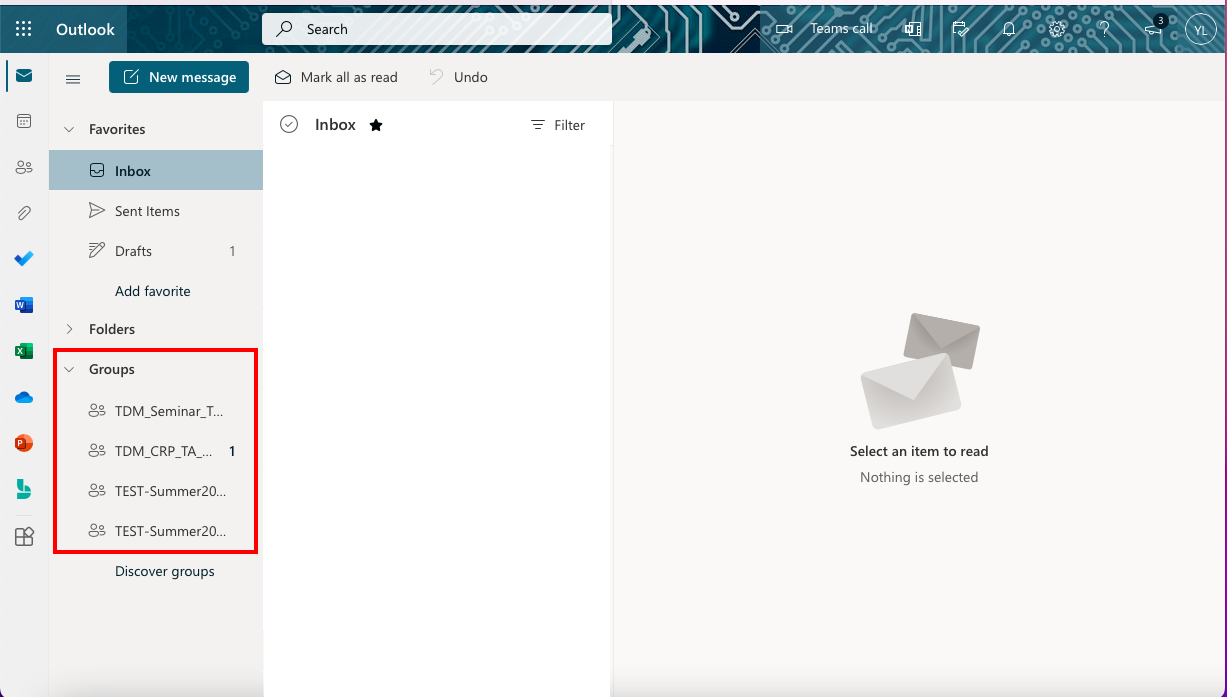 Outlook
Search
Teams call
3
YL
New message
Mark all as read
Undo
Favorites
Inbox
Filter
Inbox
Sent Items
Drafts 1
Add favorite
Folders
Groups
TDM_Seminar_T...
TDM_CRP_TA_... 1
TEST-Summer20...
TEST-Summer20...
Discover groups
Select an item to read
Nothing is selected